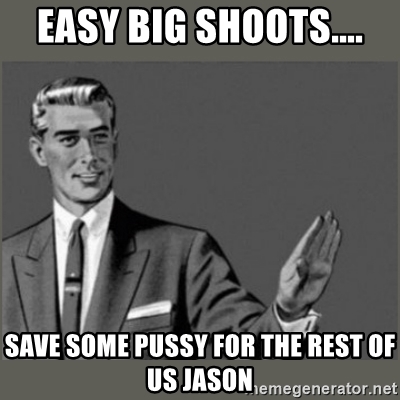 EASY BIG SHOOTS....
SAVE SOME PUSSY FOR THE REST OF
US JASON
memegenerator.net